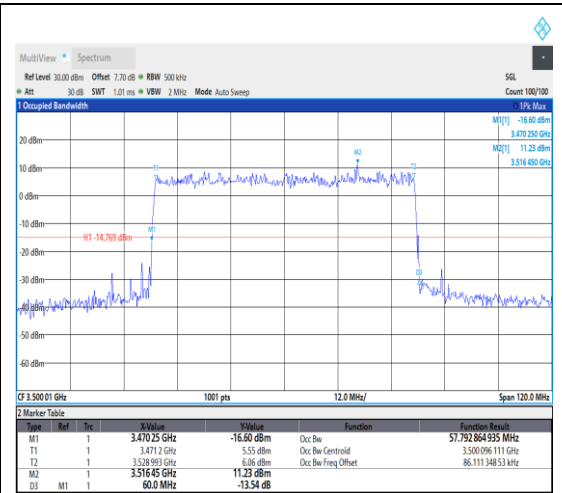 MultiView Spectrum
Ref Level 30.00 dBm Offset 7.70 dB RBW 500 kHz SGL
Att 30 dB SWT 1.01 ms VBW 2 MHz Mode Auto Sweep Count 100/100
1 Occupied Bandwidth 1Pk Max
M1[1] -16.60 dBm
3.470 250 GHz
M2[1] 11.23 dBm
3.516 450 GHz
20 dBm
M2
T1
10 dBm
0 dBm
-10 dBm
M1
H1 -14.769 dBm
-20 dBm
D3
-30 dBm
-40 dBm
-50 dBm
-60 dBm
CF 3.500 01 GHz 1001 pts 12.0 MHz/ Span 120.0 MHz
2 Marker Table
Type Ref Trc X-Value Y-Value Function Function Result
M1 1 3.470 25 GHz -16.60 dBm Occ Bw 57.792 864 935 MHz
T1 1 3.471 2 GHz 5.55 dBm Occ Bw Centroid 3.500 096 111 GHz
T2 1 3.528 993 GHz 6.06 dBm Occ Bw Freq Offset 86.111 348 53 kHz
M2 1 3.516 45 GHz 11.23 dBm
D3 M1 1 60.0 MHz -13.54 dB